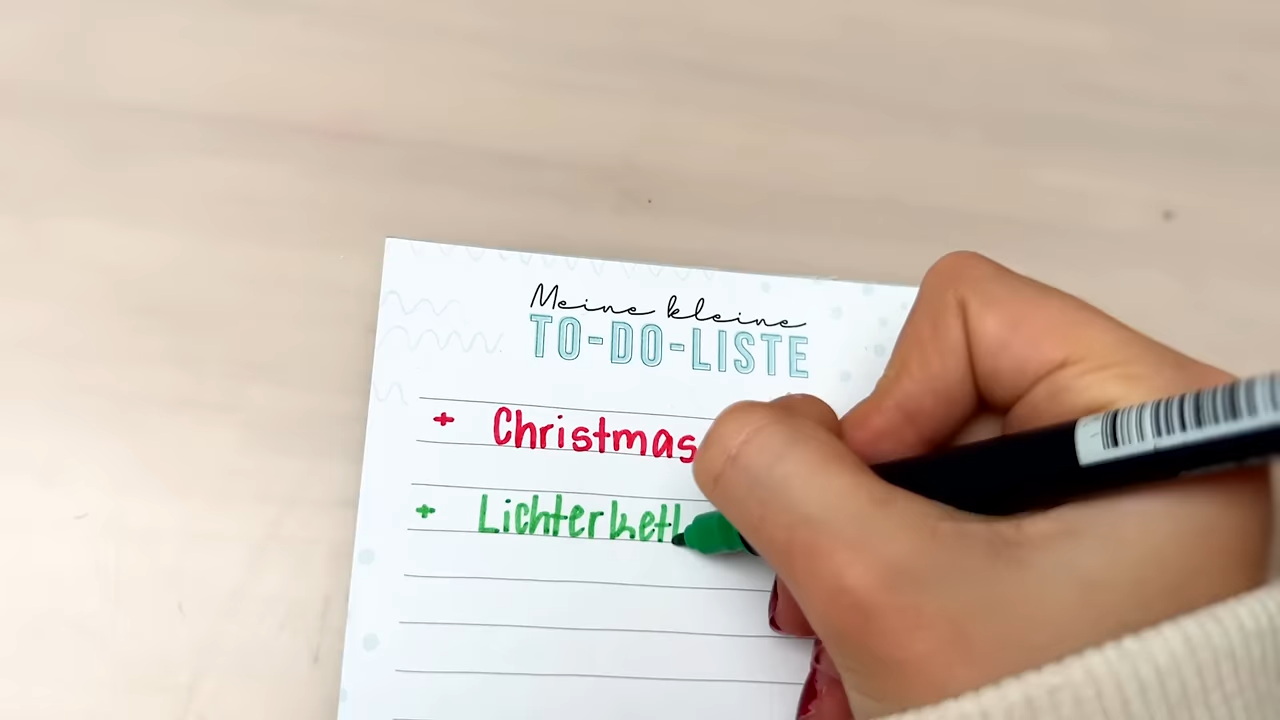 Meine kleine
TO-DO-LISTE
+ Christmas
+ Lichterkett